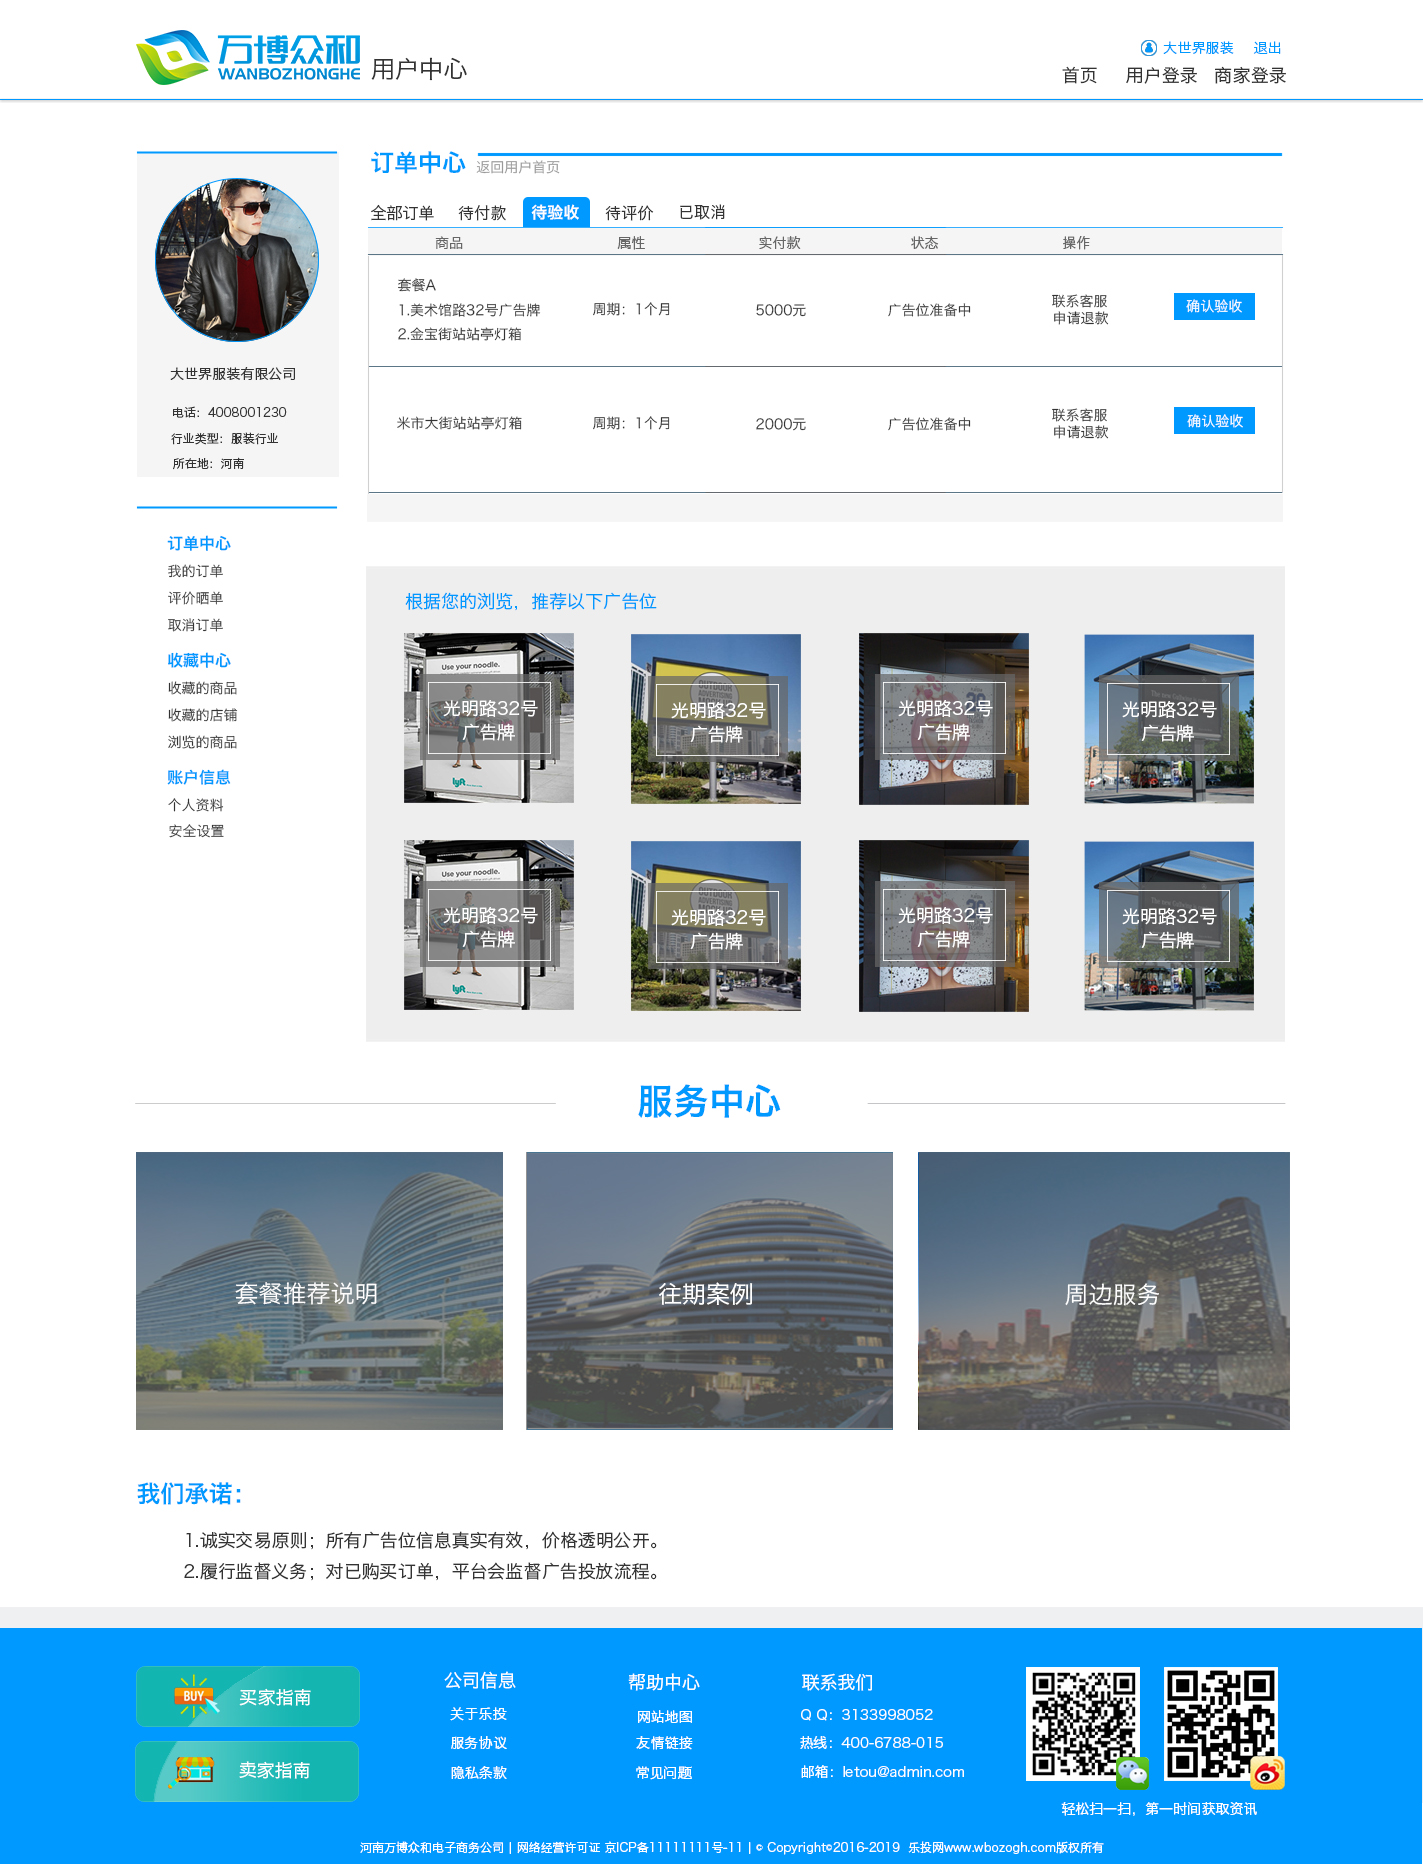 万博众和
WANBOZHONGHE
用户中心
大世界服装 退出
首页 用户登录 商家登录
订单中心 返回用户首页
全部订单 待付款 待验收 待评价 已取消
商品 属性 实付款 状态 操作
套餐A
1.美术馆路32号广告牌
2.金宝街站站亭灯箱
周期：1个月
5000元
广告位准备中
联系客服
申请退款
确认验收
米市大街站站亭灯箱
周期：1个月
2000元
广告位准备中
联系客服
申请退款
确认验收
大世界服装有限公司
电话：4008001230
行业类型：服装行业
所在地：河南
订单中心
我的订单
评价晒单
取消订单
收藏中心
收藏的商品
收藏的店铺
浏览的商品
账户信息
个人资料
安全设置
根据您的浏览，推荐以下广告位
Use your noodle.
光明路32号
广告牌
lyft
OUTDOOR
ADVERTISING
光明路32号
广告牌
光明路32号
广告牌
光明路32号
广告牌
Use your noodle.
光明路32号
广告牌
lyft
OUTDOOR
ADVERTISING
光明路32号
广告牌
光明路32号
广告牌
光明路32号
广告牌
服务中心
套餐推荐说明
往期案例
周边服务
我们承诺：
1.诚实交易原则；所有广告位信息真实有效，价格透明公开。
2.履行监督义务；对已购买订单，平台会监督广告投放流程。
BUY 买家指南
卖家指南
公司信息
关于乐投
服务协议
隐私条款
帮助中心
网站地图
友情链接
常见问题
联系我们
Q Q：3133998052
热线：400-6788-015
邮箱：letou@admin.com
轻松扫一扫，第一时间获取资讯
河南万博众和电子商务公司 | 网络经营许可证 京ICP备11111111号-11 | © Copyright©2016-2019 乐投网www.wbozogh.com版权所有